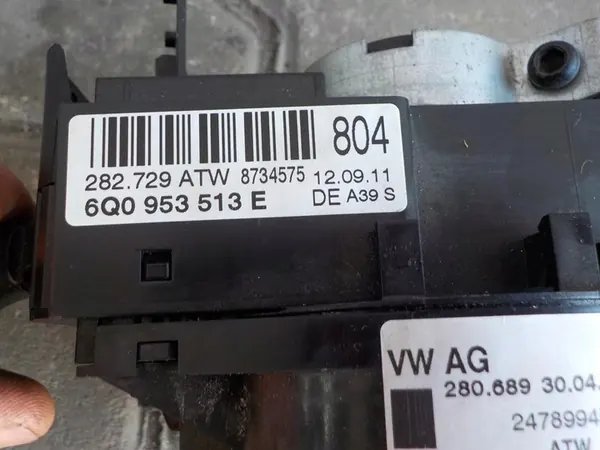 804
282.729 ATW 8734575 12.09.11
6Q0 953 513 E DE A39 S
VW AG
280.689 30.04.
2478994
ATW